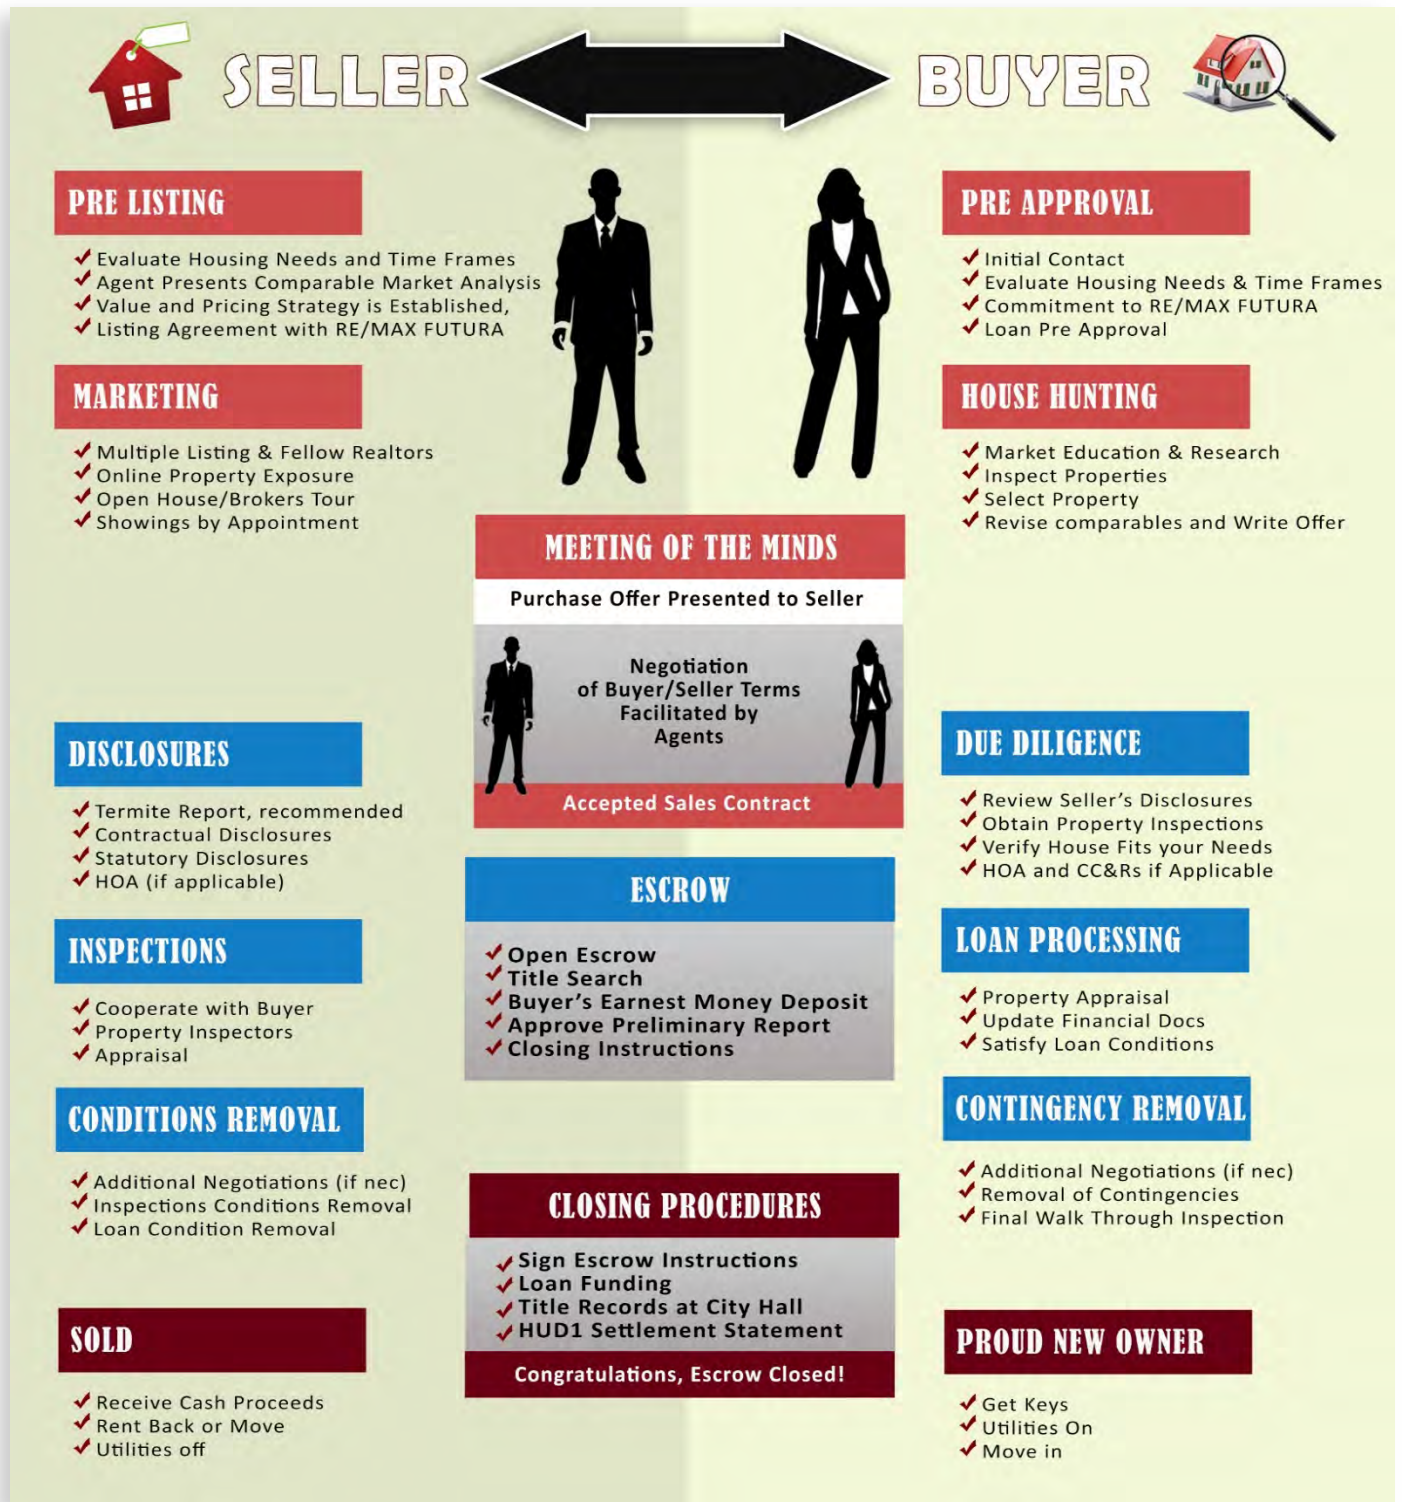 SELLER
BUYER
PRE LISTING
Evaluate Housing Needs and Time Frames
Agent Presents Comparable Market Analysis
Value and Pricing Strategy is Established,
Listing Agreement with RE/MAX FUTURA
PRE APPROVAL
Initial Contact
Evaluate Housing Needs & Time Frames
Commitment to RE/MAX FUTURA
Loan Pre Approval
MARKETING
Multiple Listing & Fellow Realtors
Online Property Exposure
Open House/Brokers Tour
Showings by Appointment
HOUSE HUNTING
Market Education & Research
Inspect Properties
Select Property
Revise comparables and Write Offer
MEETING OF THE MINDS
Purchase Offer Presented to Seller
Negotiation
of Buyer/Seller Terms
Facilitated by
Agents
Accepted Sales Contract
DISCLOSURES
Termite Report, recommended
Contractual Disclosures
Statutory Disclosures
HOA (if applicable)
DUE DILIGENCE
Review Seller's Disclosures
Obtain Property Inspections
Verify House Fits your Needs
HOA and CC&Rs if Applicable
ESCROW
Open Escrow
Title Search
Buyer's Earnest Money Deposit
Approve Preliminary Report
Closing Instructions
INSPECTIONS
Cooperate with Buyer
Property Inspectors
Appraisal
LOAN PROCESSING
Property Appraisal
Update Financial Docs
Satisfy Loan Conditions
CONDITIONS REMOVAL
Additional Negotiations (if nec)
Inspections Conditions Removal
Loan Condition Removal
CONTINGENCY REMOVAL
Additional Negotiations (if nec)
Removal of Contingencies
Final Walk Through Inspection
CLOSING PROCEDURES
Sign Escrow Instructions
Loan Funding
Title Records at City Hall
HUD1 Settlement Statement
Congratulations, Escrow Closed!
SOLD
Receive Cash Proceeds
Rent Back or Move
Utilities off
PROUD NEW OWNER
Get Keys
Utilities On
Move in